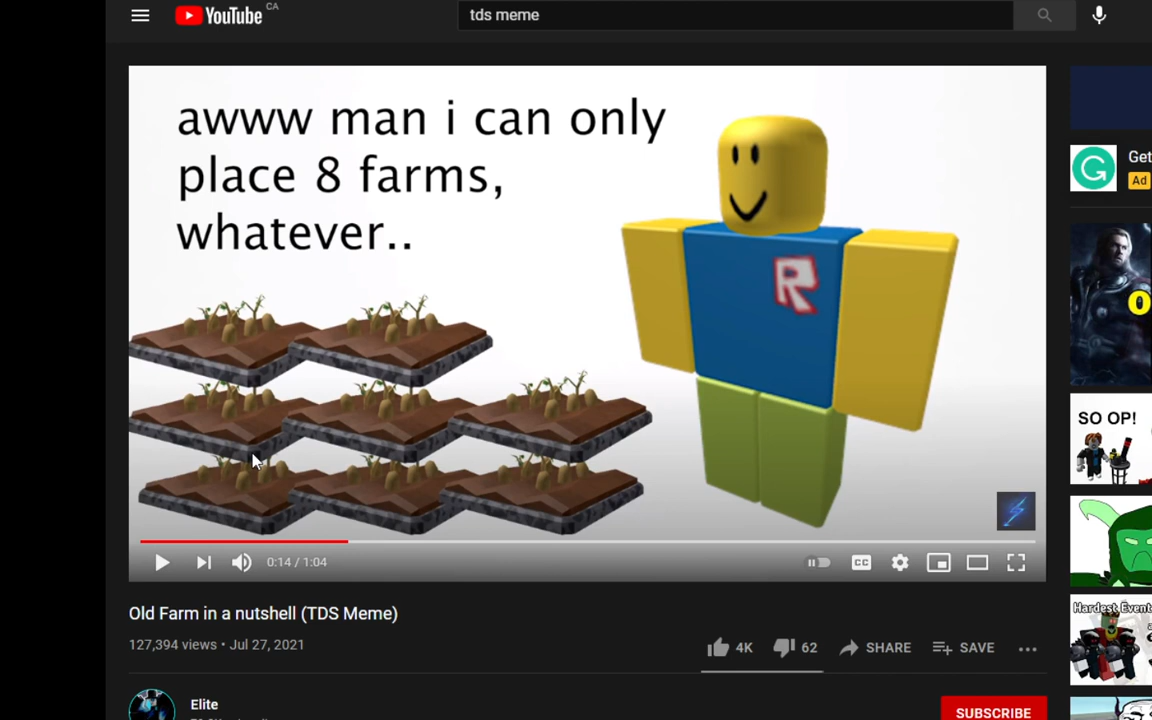 YouTube CA
tds meme
awww man i can only
place 8 farms,
whatever..
R
Get
Ad
SO OP!
0:14 / 1:04
CC
Hardest Event
Old Farm in a nutshell (TDS Meme)
127,394 views • Jul 27, 2021
4K
62
SHARE
SAVE
Elite
SUBSCRIBE